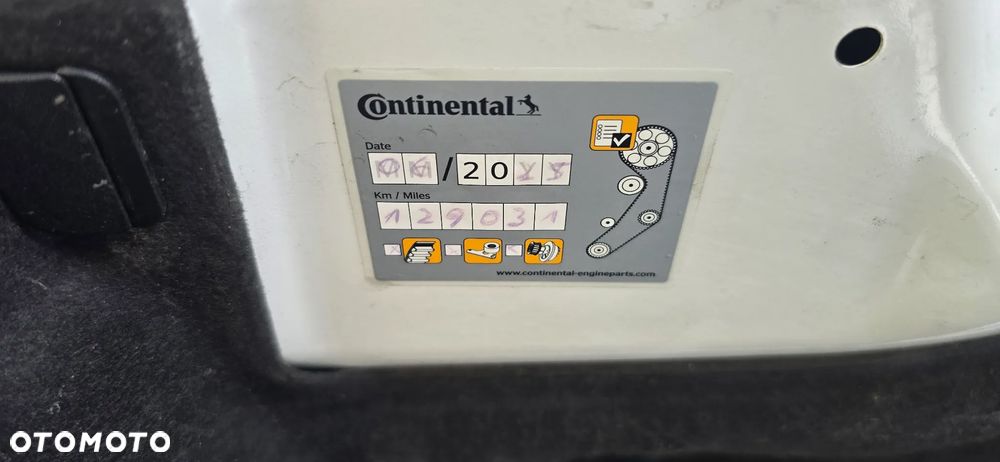 Continental
Date
/20
Km / Miles
129031
www.continental-engineparts.com
OTOMOTO